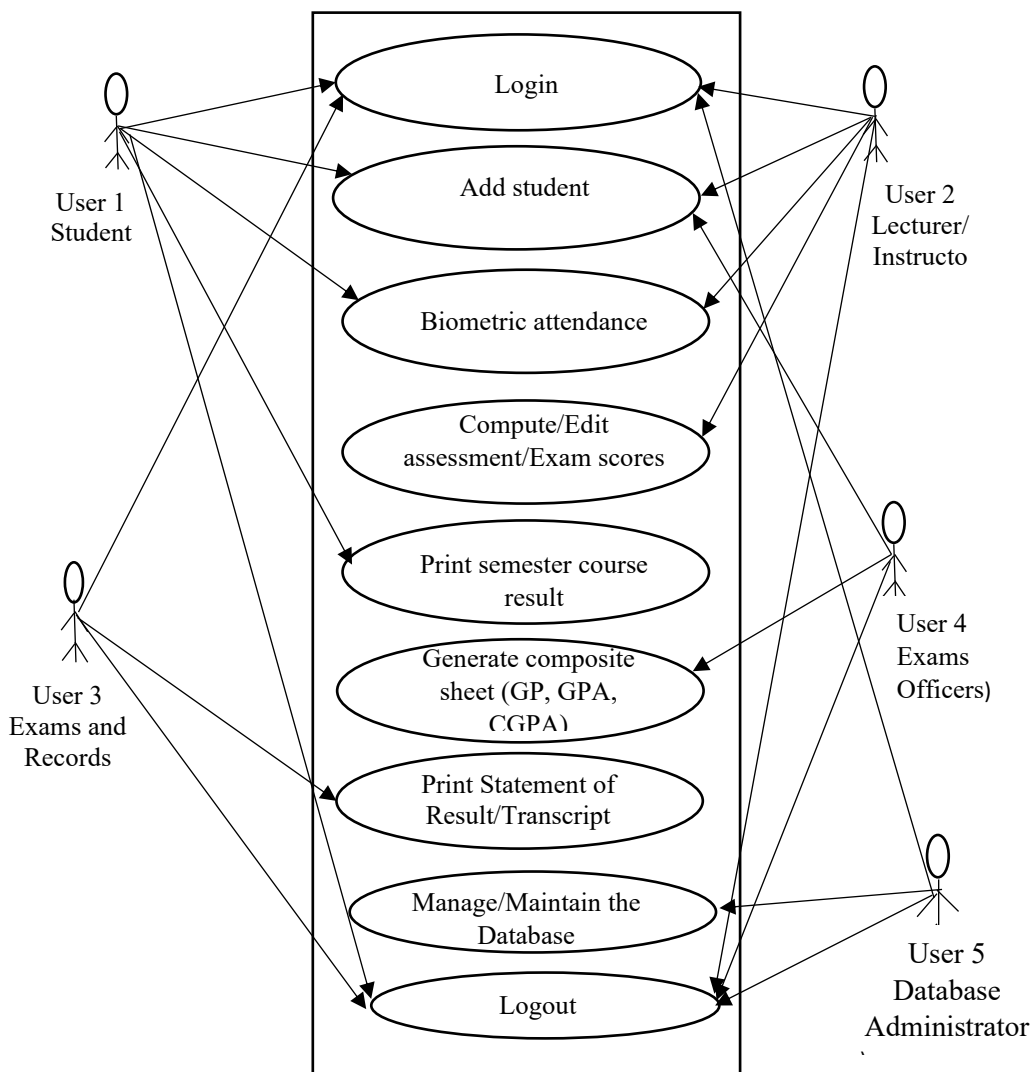 Login
Add student
User 1
Student
User 2
Lecturer/
Instructo
Biometric attendance
Compute/Edit
assessment/Exam scores
Print semester course
result
User 4
Exams
Officers)
Generate composite
sheet (GP, GPA,
CGPA)
User 3
Exams and
Records
Print Statement of
Result/Transcript
Manage/Maintain the
Database
User 5
Database
Administrator
Logout